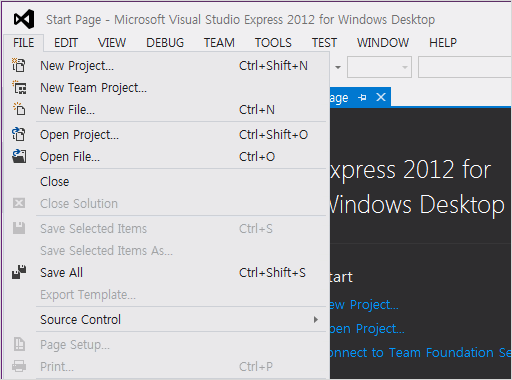 Start Page - Microsoft Visual Studio Express 2012 for Windows Desktop
FILE EDIT VIEW DEBUG TEAM TOOLS TEST WINDOW HELP
New Project... Ctrl+Shift+N
New Team Project...
New File... Ctrl+N
Open Project... Ctrl+Shift+O
Open File... Ctrl+O
Close
Close Solution
Save Selected Items Ctrl+S
Save Selected Items As...
Save All Ctrl+Shift+S
Export Template...
Source Control
Page Setup...
Print... Ctrl+P
age
xpress 2012 for
Windows Desktop
tart
ew Project...
pen Project...
onnect to Team Foundation Se